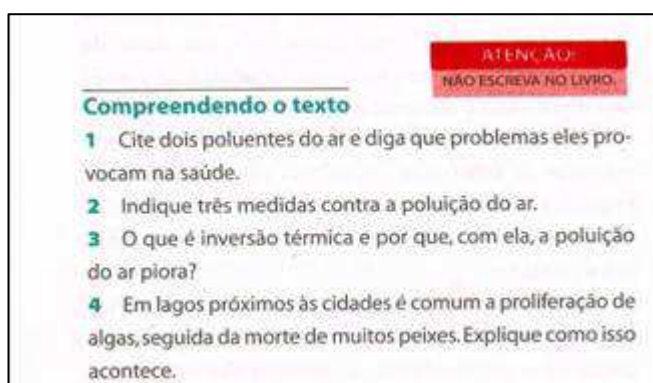 ATENÇÃO:
NÃO ESCREVA NO LIVRO.
Compreendendo o texto
1 Cite dois poluentes do ar e diga que problemas eles pro-
vocam na saúde.
2 Indique três medidas contra a poluição do ar.
3 O que é inversão térmica e por que, com ela, a poluição
do ar piora?
4 Em lagos próximos às cidades é comum a proliferação de
algas, seguida da morte de muitos peixes. Explique como isso
acontece.